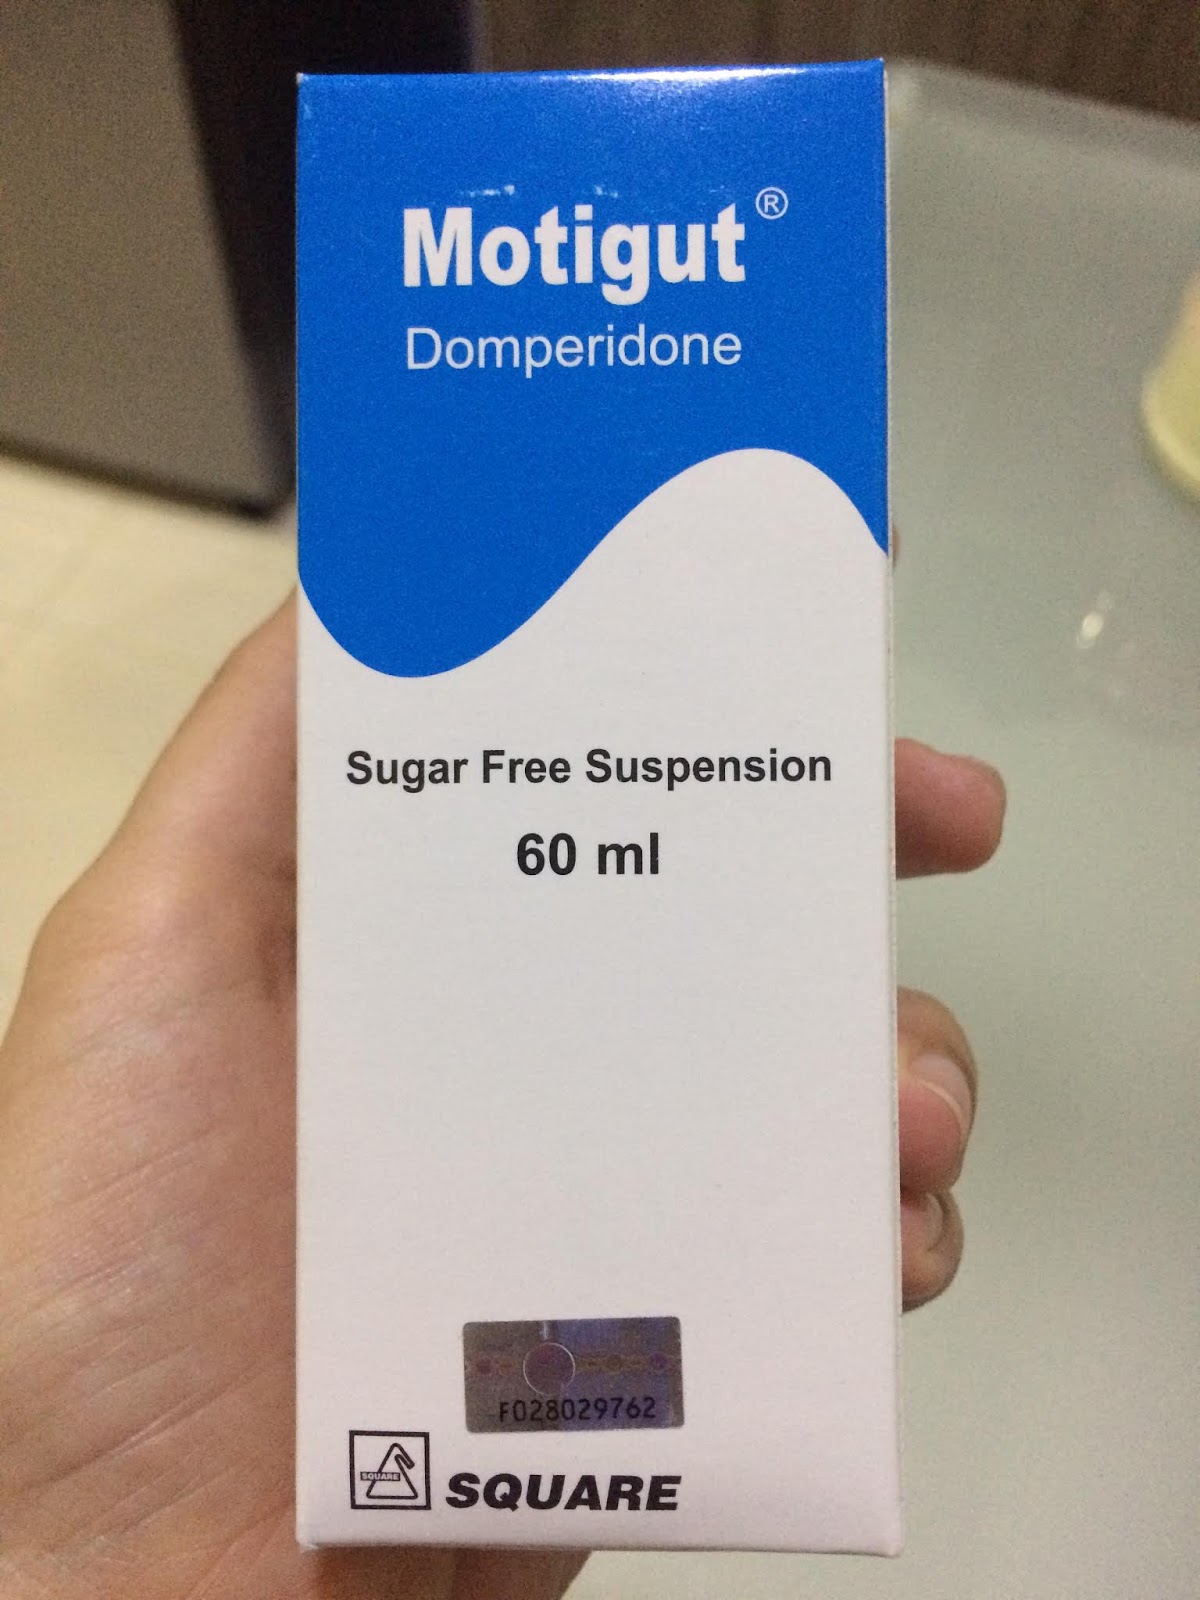 Motigut®
Domperidone
Sugar Free Suspension
60 ml
F028029762
SQUARE
SQUARE